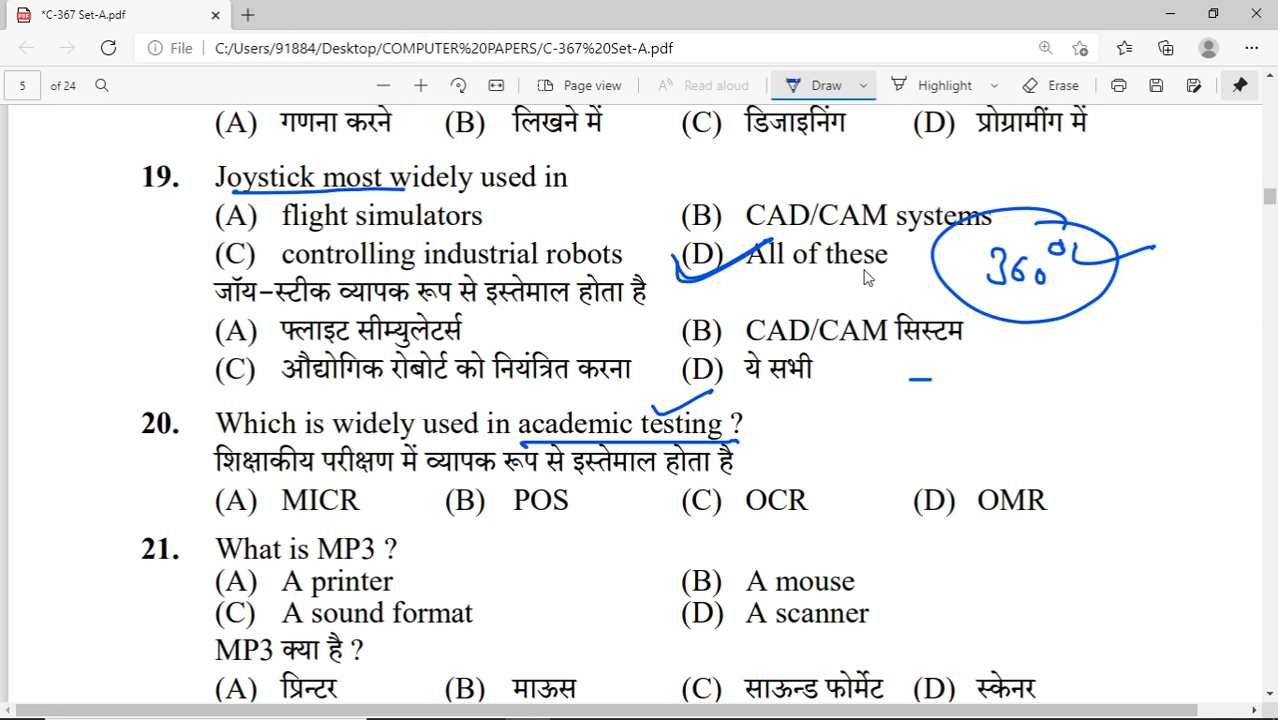 *C-367 Set-A.pdf
File C:/Users/91884/Desktop/COMPUTER%20PAPERS/C-367%20Set-A.pdf
5 of 24 Page view Read aloud Draw Highlight Erase
(A) गणना करने (B) लिखने में (C) डिजाइनिंग (D) प्रोग्रामींग में
19. Joystick most widely used in
(A) flight simulators (B) CAD/CAM systems
(C) controlling industrial robots (D) All of these
360°
जॉय-स्टीक व्यापक रूप से इस्तेमाल होता है
(A) फ्लाइट सीम्युलेटर्स (B) CAD/CAM सिस्टम
(C) औद्योगिक रोबोर्ट को नियंत्रित करना (D) ये सभी
20. Which is widely used in academic testing ?
शिक्षाकीय परीक्षण में व्यापक रूप से इस्तेमाल होता है
(A) MICR (B) POS (C) OCR (D) OMR
21. What is MP3 ?
(A) A printer (B) A mouse
(C) A sound format (D) A scanner
MP3 क्या है ?
(A) प्रिन्टर (B) माऊस (C) साऊन्ड फोर्मेट (D) स्केनर